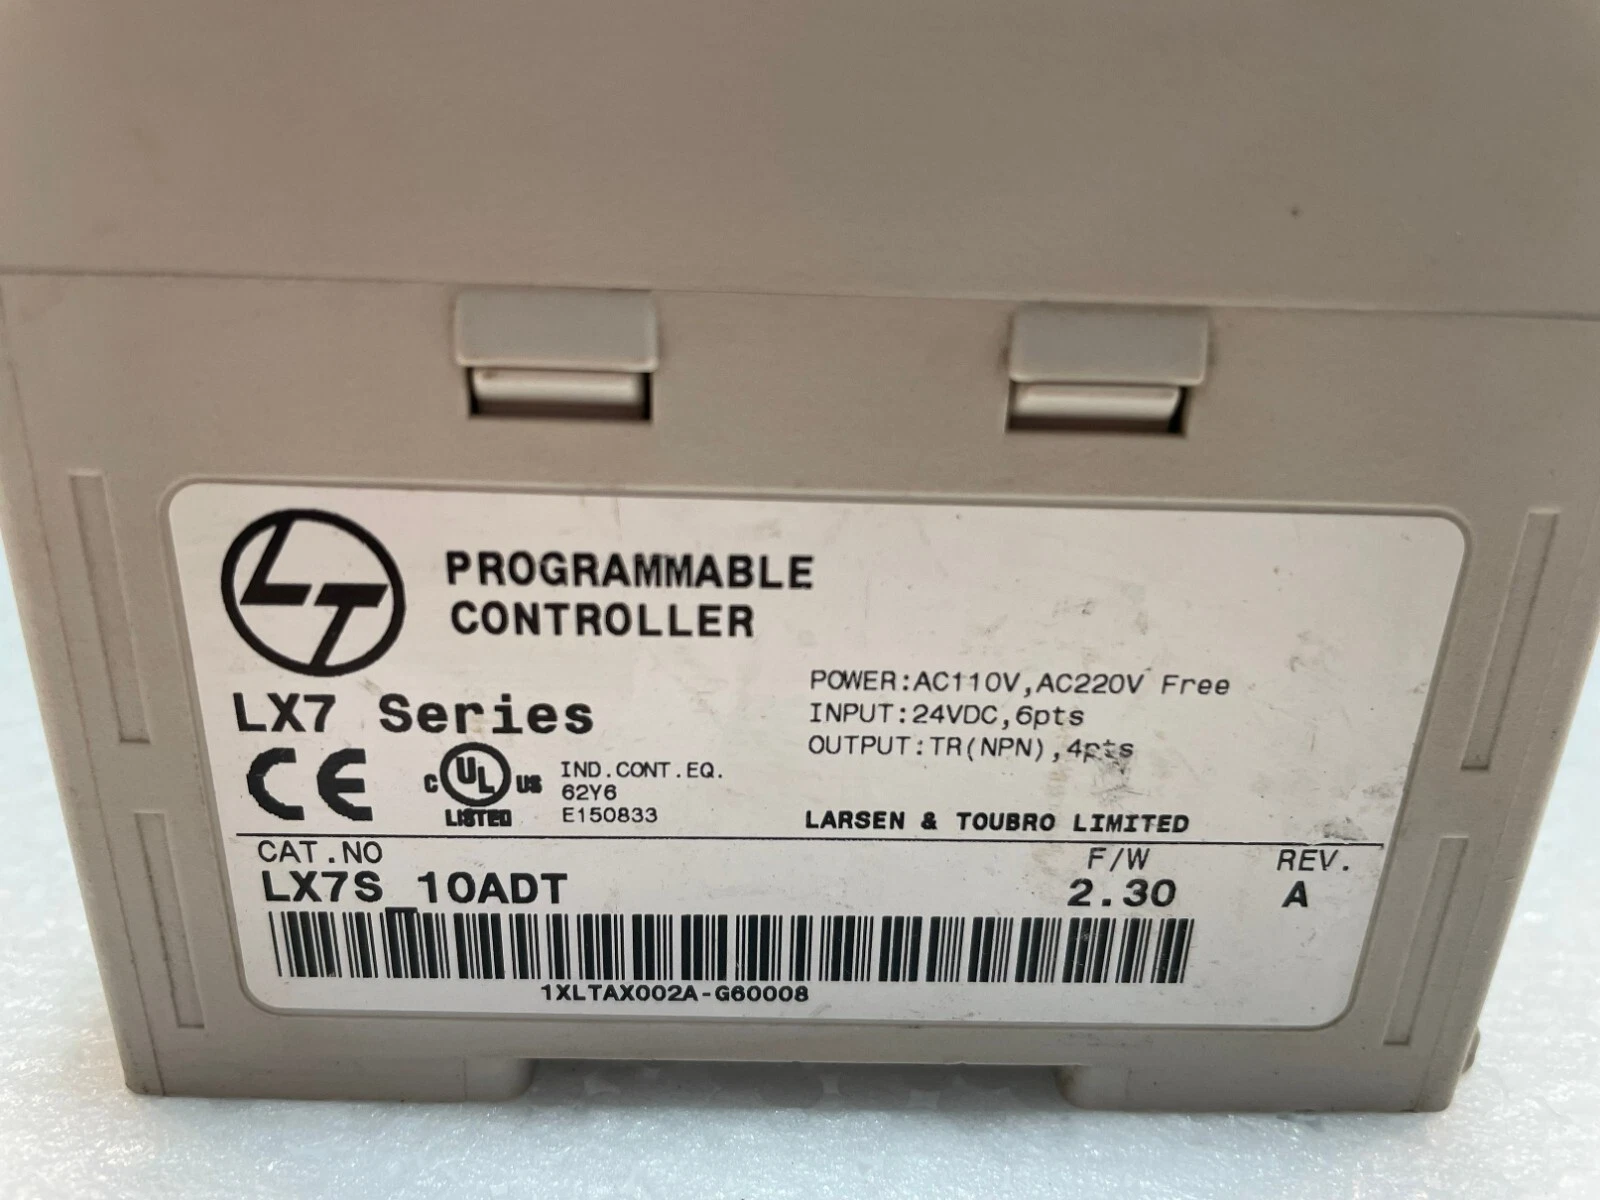 LT
PROGRAMMABLE
CONTROLLER
LX7 Series
POWER:AC110V,AC220V Free
INPUT:24VDC,6pts
OUTPUT:TR(NPN),4pts
CE
C UL US
LISTED
IND.CONT.EQ.
62Y6
E150833
LARSEN & TOUBRO LIMITED
CAT.NO F/W REV.
LX7S_10ADT 2.30 A
1XLTAX002A-G60008